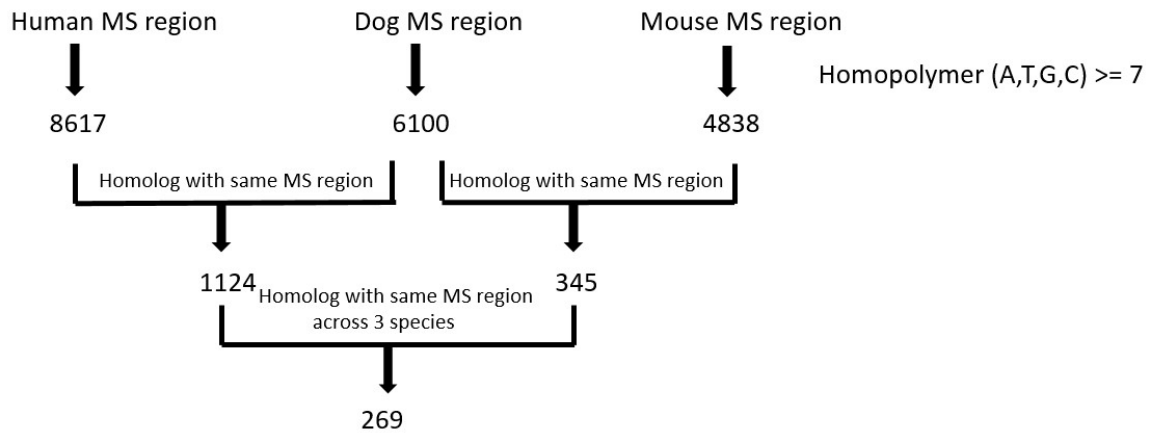 Human MS region
Dog MS region
Mouse MS region
Homopolymer (A,T,G,C) >= 7
8617
6100
4838
Homolog with same MS region
Homolog with same MS region
1124
345
Homolog with same MS region
across 3 species
269